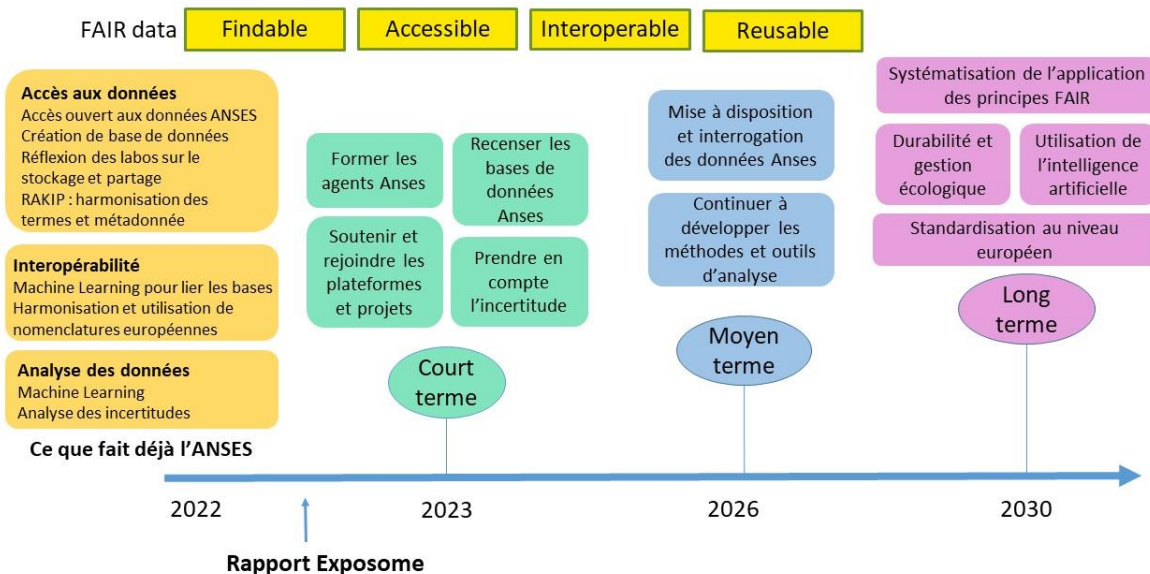 FAIR data
Findable
Accessible
Interoperable
Reusable
Accès aux données
Accès ouvert aux données ANSES
Création de base de données
Réflexion des labos sur le
stockage et partage
RAKIP : harmonisation des
termes et métadonnée
Interopérabilité
Machine Learning pour lier les bases
Harmonisation et utilisation de
nomenclatures européennes
Analyse des données
Machine Learning
Analyse des incertitudes
Ce que fait déjà l'ANSES
Former les
agents Anses
Recenser les
bases de
données
Anses
Soutenir et
rejoindre les
plateformes
et projets
Prendre en
compte
l'incertitude
Court
terme
Mise à disposition
et interrogation
des données Anses
Continuer à
développer les
méthodes et outils
d'analyse
Moyen
terme
Systématisation de l'application
des principes FAIR
Durabilité et
gestion
écologique
Utilisation de
l'intelligence
artificielle
Standardisation au niveau
européen
Long
terme
2022
2023
2026
2030
Rapport Exposome